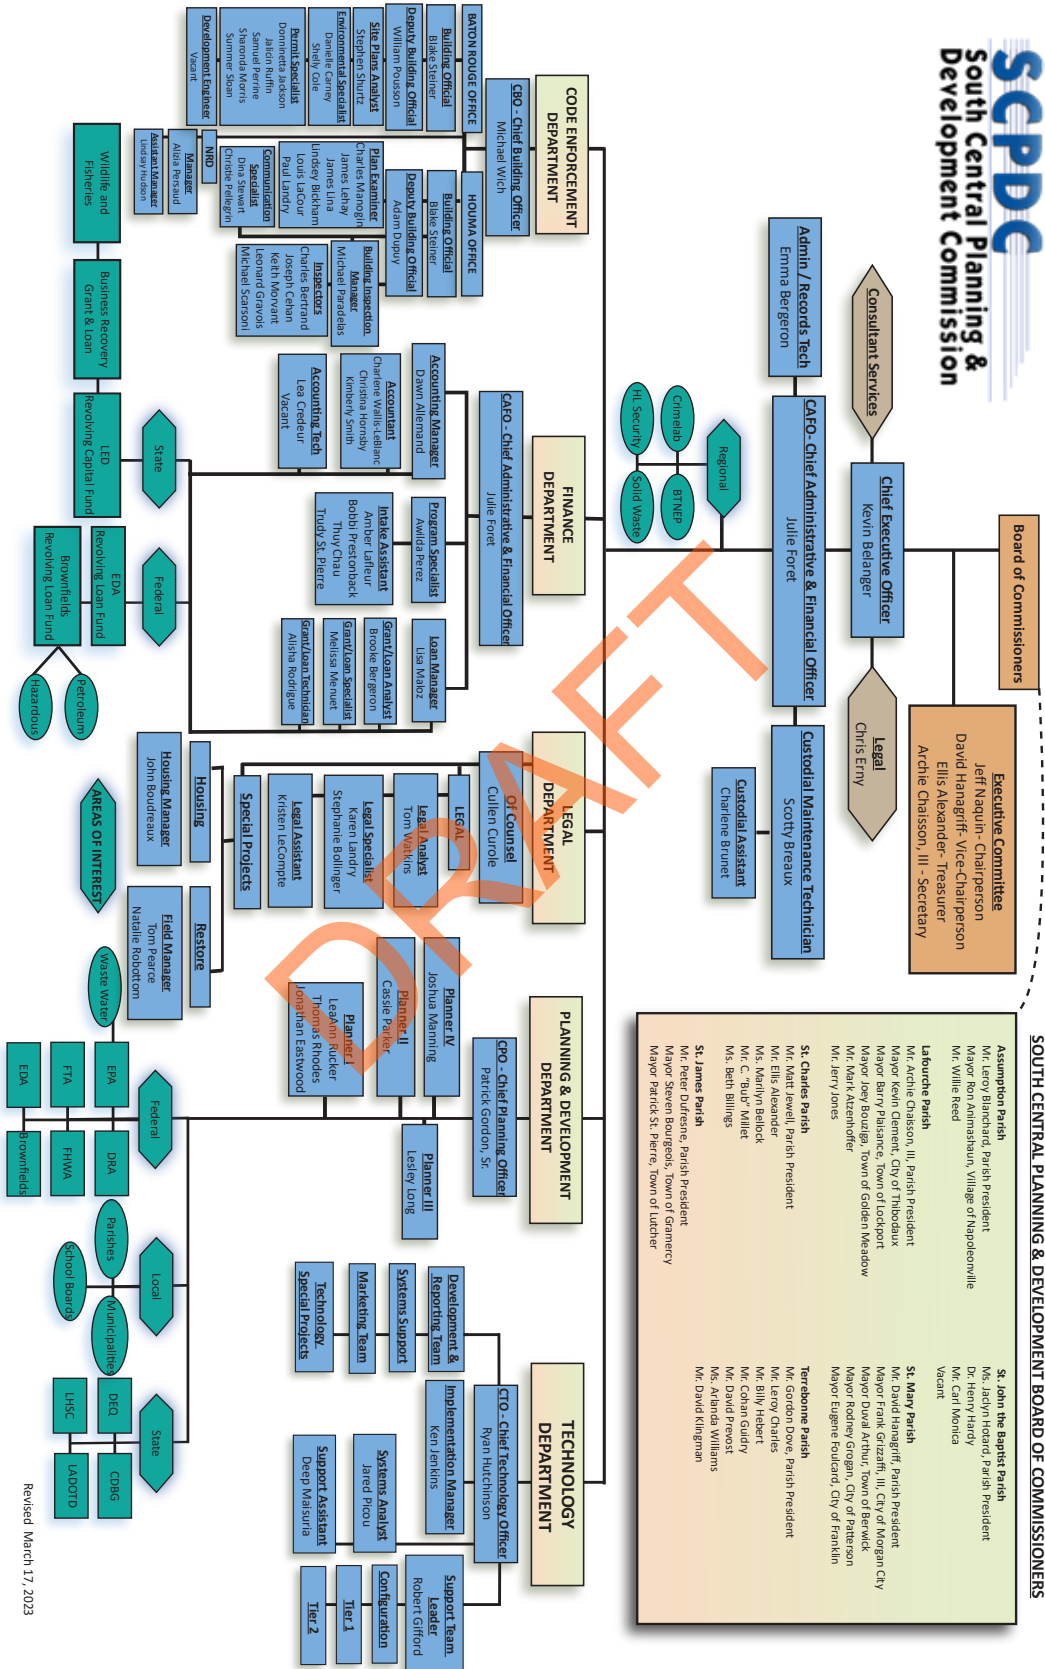 SCPDC
South Central Planning &
Development Commission
Board of Commissioners
Executive Committee
Jeff Naquin- Chairperson
David Hanagriff- Vice-Chairperson
Ellis Alexander- Treasurer
Archie Chaisson, III - Secretary
Consultant Services
Chief Executive Officer
Kevin Belanger
Legal
Chris Erny
Admin / Records Tech
Emma Bergeron
CAFO- Chief Administrative & Financial Officer
Julie Foret
Custodial Maintenance Technician
Scotty Breaux
Custodial Assistant
Charlene Brunet
Regional
Crimelab
BTNEP
HL Security
Solid Waste
SOUTH CENTRAL PLANNING & DEVELOPMENT BOARD OF COMMISSIONERS
Assumption Parish
Mr. Leroy Blanchard, Parish President
Mayor Ron Animashaun, Village of Napoleonville
Mr. Willie Reed
Lafourche Parish
Mr. Archie Chaisson, III, Parish President
Mayor Kevin Clement, City of Thibodaux
Mayor Barry Plaisance, Town of Lockport
Mayor Joey Bouziga, Town of Golden Meadow
Mr. Mark Atzenhoffer
Mr. Jerry Jones
St. Charles Parish
Mr. Matt Jewell, Parish President
Mr. Ellis Alexander
Ms. Marilyn Bellock
Mr. C. "Bub" Millet
Ms. Beth Billings
St. James Parish
Mr. Peter Dufresne, Parish President
Mayor Steven Bourgeois, Town of Gramercy
Mayor Patrick St. Pierre, Town of Lutcher
St. John the Baptist Parish
Ms. Jaclyn Hotard, Parish President
Dr. Henry Hardy
Mr. Carl Monica
Vacant
St. Mary Parish
Mr. David Hanagriff, Parish President
Mayor Frank Grizzaffi, III, City of Morgan City
Mayor Duval Arthur, Town of Berwick
Mayor Rodney Grogan, City of Patterson
Mayor Eugene Foulcard, City of Franklin
Terrebonne Parish
Mr. Gordon Dove, Parish President
Mr. Leroy Charles
Mr. Billy Hebert
Mr. Cohan Guidry
Mr. David Prevost
Ms. Arlanda Williams
Mr. David Klingman
CODE ENFORCEMENT
DEPARTMENT
CBO - Chief Building Officer
Michael Wich
BATON ROUGE OFFICE
Building Official
Blake Steiner
Deputy Building Official
William Pousson
Site Plans Analyst
Stephen Shurtz
Environmental Specialist
Danielle Carney
Shelly Cole
Permit Specialist
Donninetta Jackson
Jalicin Ruffin
Samuel Perrine
Sharonda Morris
Summer Sloan
Development Engineer
Vacant
HOUMA OFFICE
Building Official
Blake Steiner
Deputy Building Official
Adam Dupuy
Plan Examiner
Charles Manogin
James Lehay
James Lina
Lindsey Bickham
Louis LaCour
Paul Landry
Communication
Specialist
Dina Stewart
Christie Pellegrin
Building Inspection
Manager
Michael Paradelas
Inspectors
Charles Bertrand
Joseph Cehan
Keith Morvant
Leonard Gravois
Michael Scarsoni
NRD
Manager
Alizia Persaud
Assistant Manager
Lindsay Hudson
FINANCE
DEPARTMENT
CAFO - Chief Administrative & Financial Officer
Julie Foret
Accounting Manager
Dawn Allemand
Accountant
Charlene Wallis-LeBlanc
Christina Hornsby
Kimberly Smith
Accounting Tech
Lea Credeur
Vacant
Program Specialist
Awilda Perez
Intake Assistant
Amber Lafleur
Bobbi Prestonback
Thuy Chau
Trudy St. Pierre
Loan Manager
Lisa Maloz
Grant/Loan Analyst
Brooke Bergeron
Grant/Loan Specialist
Melissa Menuet
Grant/Loan Technician
Alisha Rodrigue
State
Wildlife and
Fisheries
Business Recovery
Grant & Loan
LED
Revolving Capital Fund
Federal
EDA
Revolving Loan Fund
Brownfields
Revolving Loan Fund
Petroleum
Hazardous
LEGAL
DEPARTMENT
Of Counsel
Cullen Curole
LEGAL
Legal Analyst
Tom Watkins
Legal Specialist
Karen Landry
Stephanie Bollinger
Legal Assistant
Kristen LeCompte
Special Projects
Housing
Housing Manager
John Boudreaux
Restore
Field Manager
Tom Pearce
Natalie Robottom
AREAS OF INTEREST
PLANNING & DEVELOPMENT
DEPARTMENT
CPO - Chief Planning Officer
Patrick Gordon, Sr.
Planner IV
Joshua Manning
Planner III
Lesley Long
Planner II
Cassie Parker
Planner I
LeaAnn Rucker
Thomas Rhodes
Jonathan Eastwood
Federal
Waste Water
EPA
DRA
FTA
FHWA
EDA
Brownfields
Local
Parishes
Municipalities
School Boards
State
DEQ
CDBG
LHSC
LADOTD
TECHNOLOGY
DEPARTMENT
CTO - Chief Technology Officer
Ryan Hutchinson
Development &
Reporting Team
Systems Support
Marketing Team
Technology
Special Projects
Implementation Manager
Ken Jenkins
Systems Analyst
Jared Picou
Support Assistant
Deep Maisuria
Support Team
Leader
Robert Gifford
Configuration
Tier 1
Tier 2
DRAFT
Revised March 17, 2023